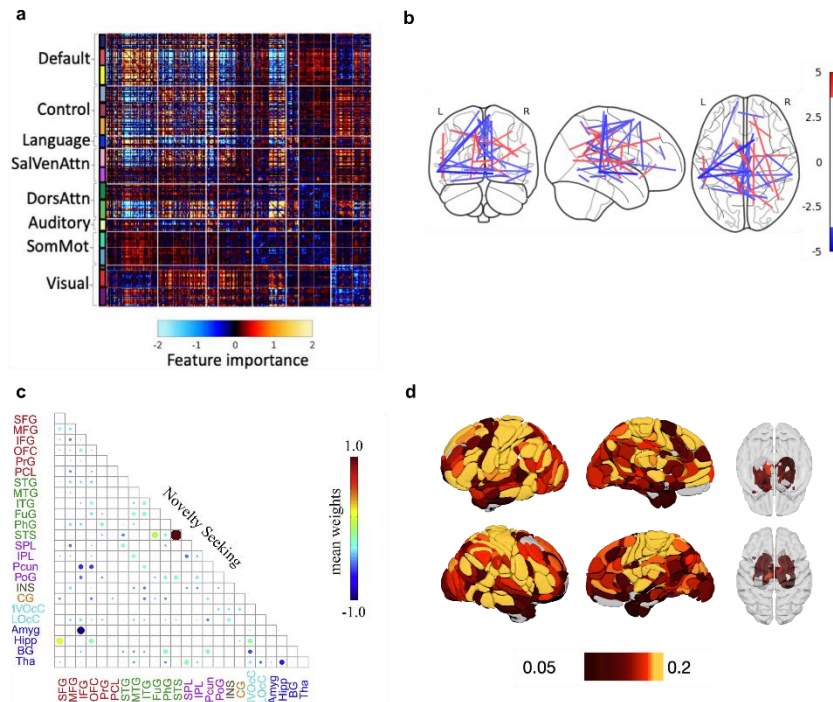 a
Default
Control
Language
SalVenAttn
DorsAttn
Auditory
SomMot
Visual
-2 -1 0 1 2
Feature importance
b
L R
L R
5
2.5
0
-2.5
-5
c
SFG
MFG
IFG
OFC
PrG
PCL
STG
MTG
ITG
FuG
PhG
STS
SPL
IPL
Pcun
PoG
INS
CG
LOcC
Amyg
Hipp
BG
Tha
SFG MFG IFG OFC PrG PCL STG MTG ITG FuG PhG STS SPL IPL Pcun PoG INS CG LOcC Amyg Hipp BG Tha
Novelty Seeking
1.0
mean weights
-1.0
d
0.05 0.2